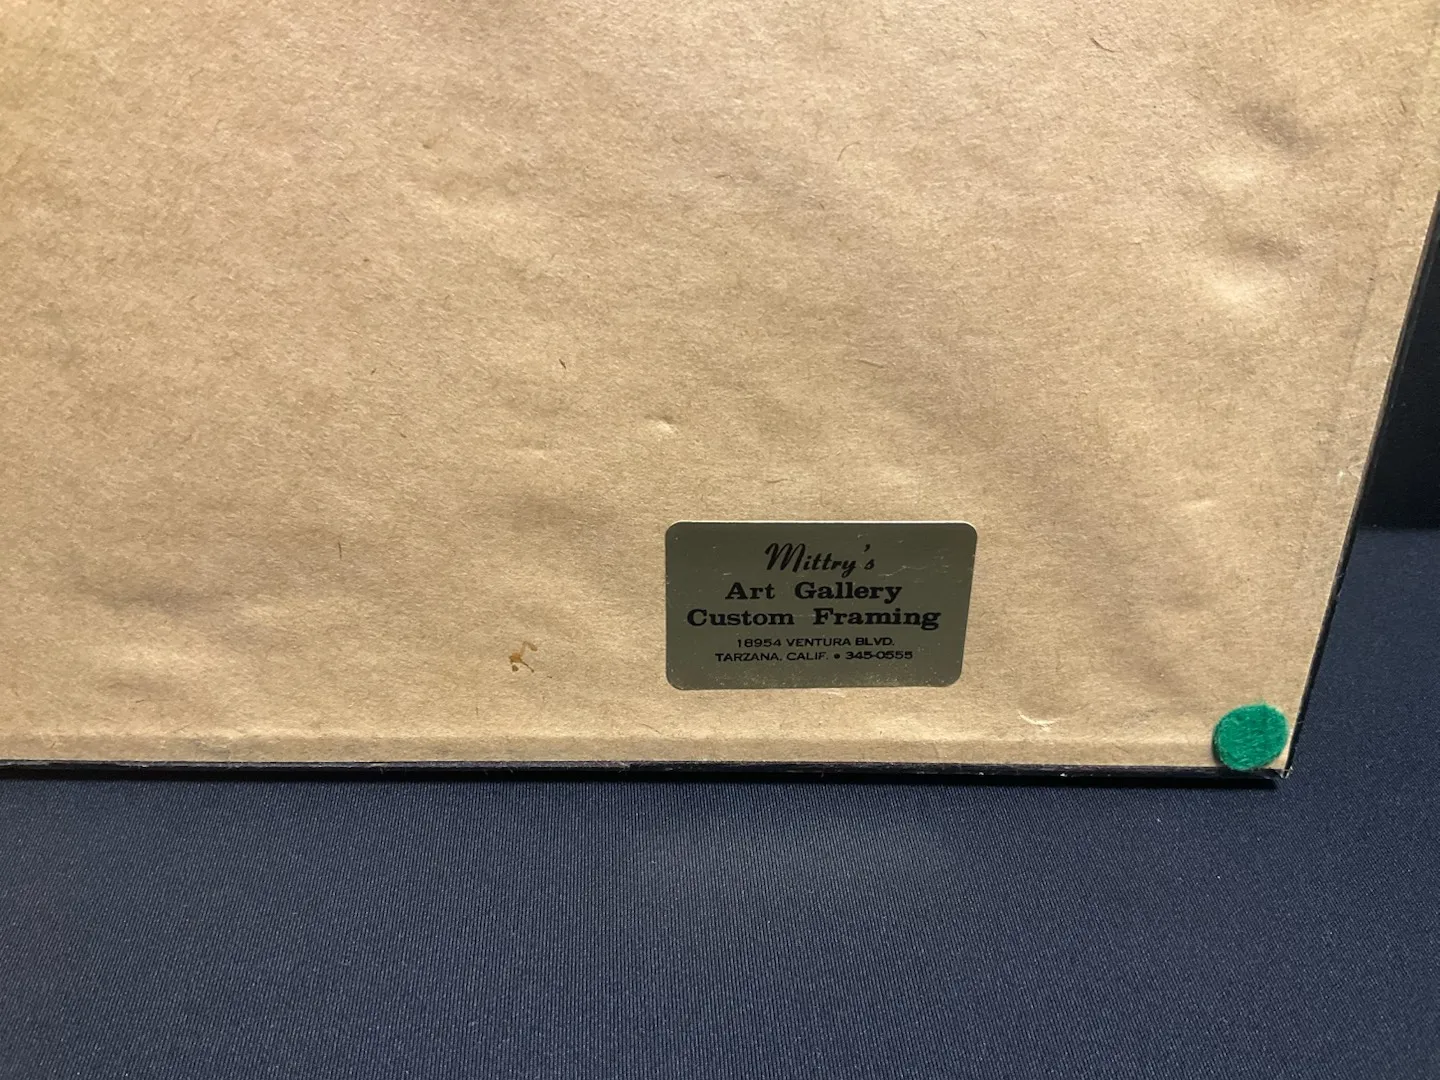 Mittry's
Art Gallery
Custom Framing
18954 VENTURA BLVD.
TARZANA, CALIF. • 345-0555